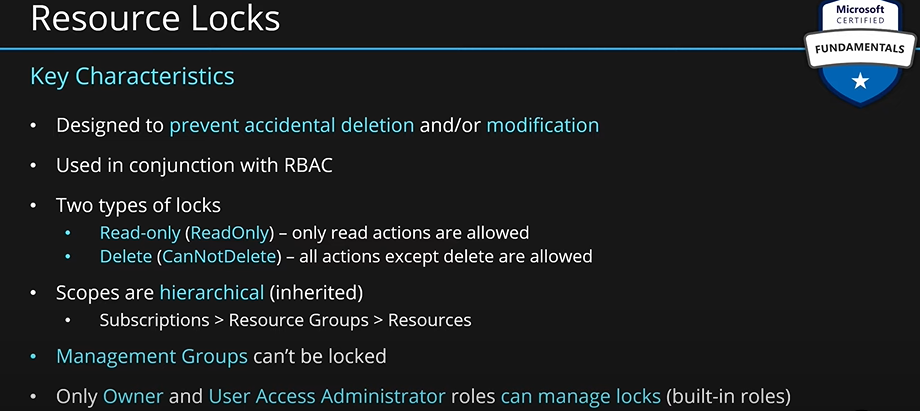 Resource Locks
Microsoft
CERTIFIED
FUNDAMENTALS
Key Characteristics
• Designed to prevent accidental deletion and/or modification
• Used in conjunction with RBAC
• Two types of locks
• Read-only (ReadOnly) – only read actions are allowed
• Delete (CanNotDelete) – all actions except delete are allowed
• Scopes are hierarchical (inherited)
• Subscriptions > Resource Groups > Resources
• Management Groups can't be locked
• Only Owner and User Access Administrator roles can manage locks (built-in roles)